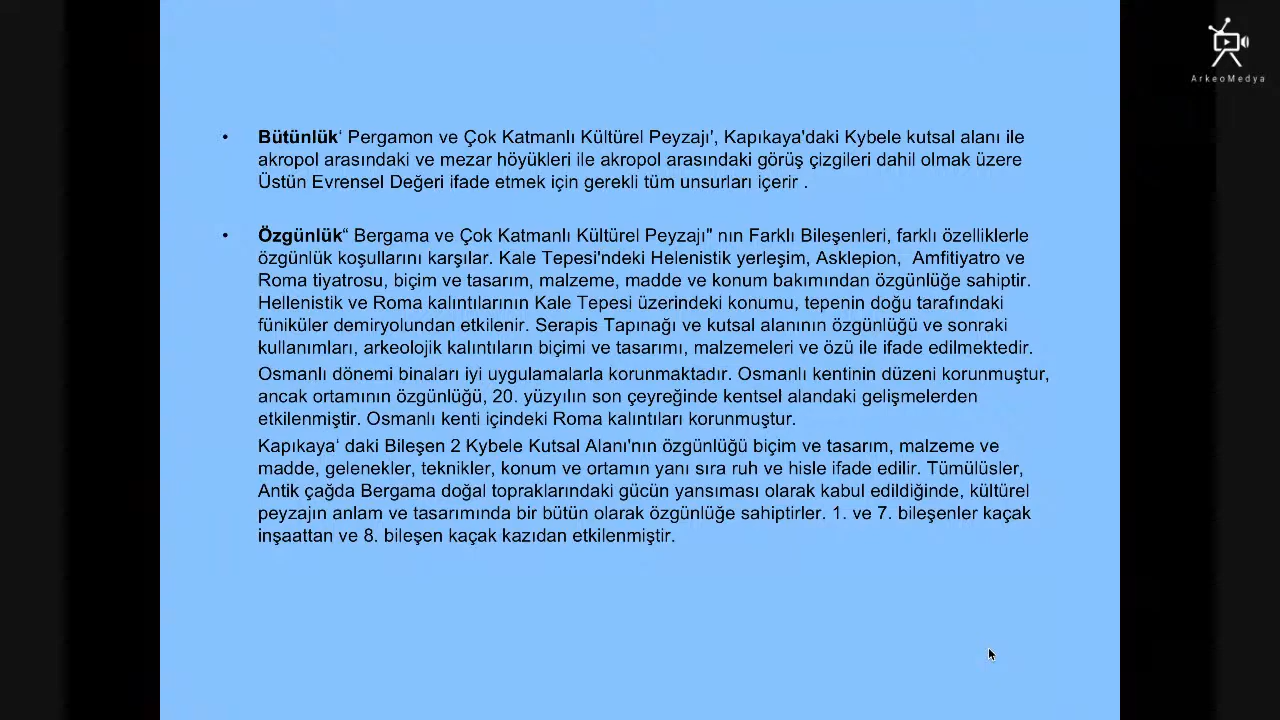 ArkeoMedya
• Bütünlük‘ Pergamon ve Çok Katmanlı Kültürel Peyzajı', Kapıkaya'daki Kybele kutsal alanı ile
akropol arasındaki ve mezar höyükleri ile akropol arasındaki görüş çizgileri dahil olmak üzere
Üstün Evrensel Değeri ifade etmek için gerekli tüm unsurları içerir .
• Özgünlük“ Bergama ve Çok Katmanlı Kültürel Peyzajı" nın Farklı Bileşenleri, farklı özelliklerle
özgünlük koşullarını karşılar. Kale Tepesi'ndeki Helenistik yerleşim, Asklepion,  Amfitiyatro ve
Roma tiyatrosu, biçim ve tasarım, malzeme, madde ve konum bakımından özgünlüğe sahiptir.
Hellenistik ve Roma kalıntılarının Kale Tepesi üzerindeki konumu, tepenin doğu tarafındaki
füniküler demiryolundan etkilenir. Serapis Tapınağı ve kutsal alanının özgünlüğü ve sonraki
kullanımları, arkeolojik kalıntıların biçimi ve tasarımı, malzemeleri ve özü ile ifade edilmektedir.
Osmanlı dönemi binaları iyi uygulamalarla korunmaktadır. Osmanlı kentinin düzeni korunmuştur,
ancak ortamının özgünlüğü, 20. yüzyılın son çeyreğinde kentsel alandaki gelişmelerden
etkilenmiştir. Osmanlı kenti içindeki Roma kalıntıları korunmuştur.
Kapıkaya‘ daki Bileşen 2 Kybele Kutsal Alanı'nın özgünlüğü biçim ve tasarım, malzeme ve
madde, gelenekler, teknikler, konum ve ortamın yanı sıra ruh ve hisle ifade edilir. Tümülüsler,
Antik çağda Bergama doğal topraklarındaki gücün yansıması olarak kabul edildiğinde, kültürel
peyzajın anlam ve tasarımında bir bütün olarak özgünlüğe sahiptirler. 1. ve 7. bileşenler kaçak
inşaattan ve 8. bileşen kaçak kazıdan etkilenmiştir.